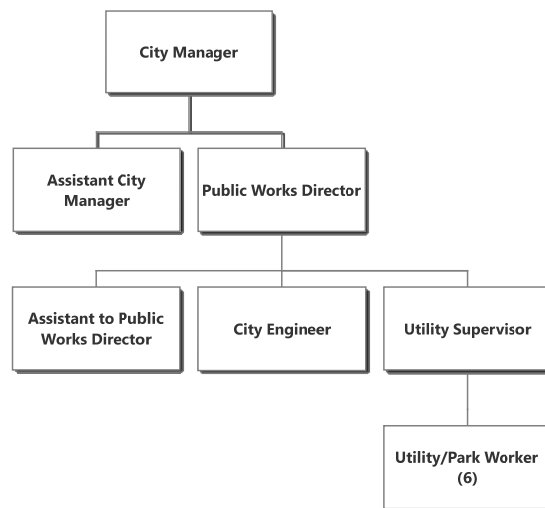 City Manager
Assistant City
Manager
Public Works Director
Assistant to Public
Works Director
City Engineer
Utility Supervisor
Utility/Park Worker
(6)